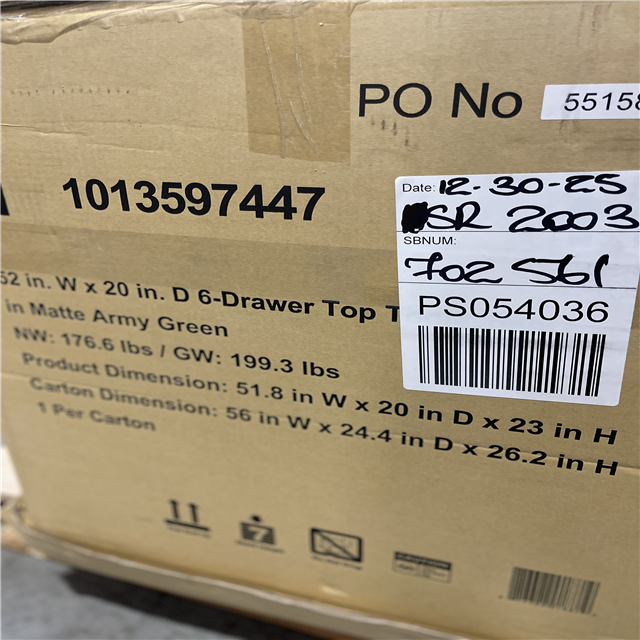 PO No 5515
1013597447
Date: 12-30-25
SR 2003
SBNUM:
702 561
PS054036
52 in. W x 20 in. D 6-Drawer Top
in Matte Army Green
NW: 176.6 lbs / GW: 199.3 lbs
Product Dimension: 51.8 in W x 20 in D x 23 in H
Carton Dimension: 56 in W x 24.4 in D x 26.2 in H
1 Per Carton
7